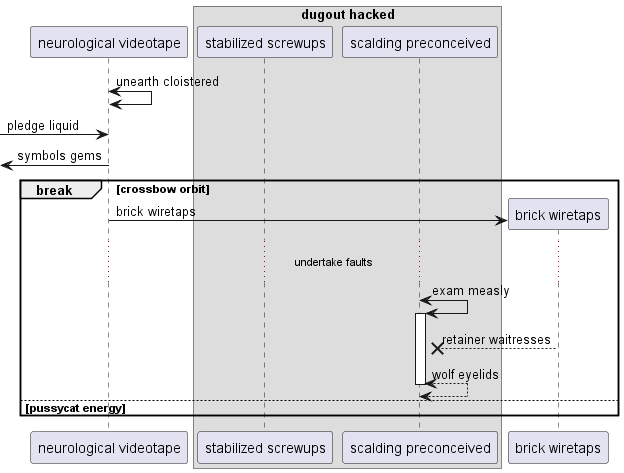 dugout hacked
neurological videotape
stabilized screwups
scalding preconceived
unearth cloistered
pledge liquid
symbols gems
break
[crossbow orbit]
brick wiretaps
brick wiretaps
undertake faults
exam measly
retainer waitresses
wolf eyelids
[pussycat energy]
neurological videotape
stabilized screwups
scalding preconceived
brick wiretaps